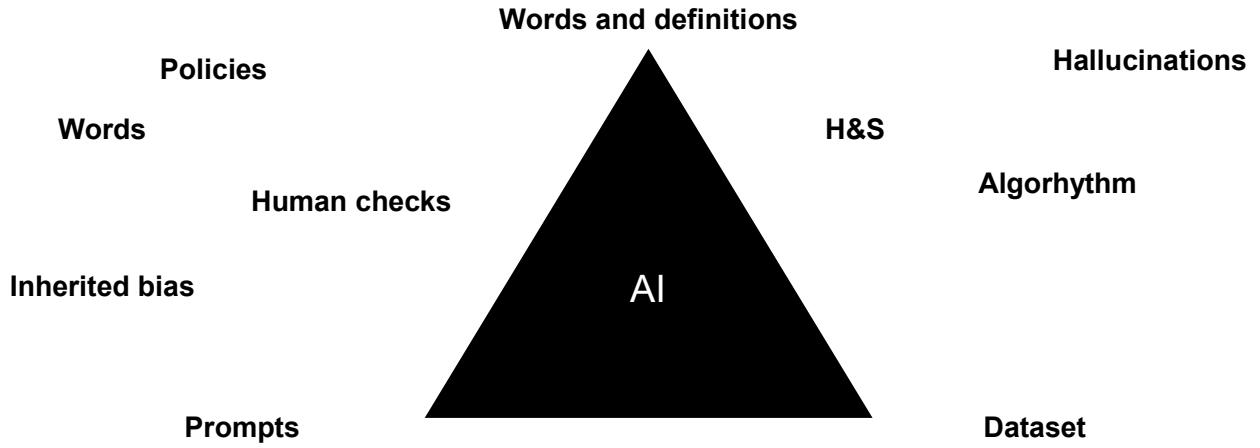 Words and definitions
Hallucinations
Policies
Words
H&S
Algorhythm
Human checks
Inherited bias
AI
Prompts
Dataset